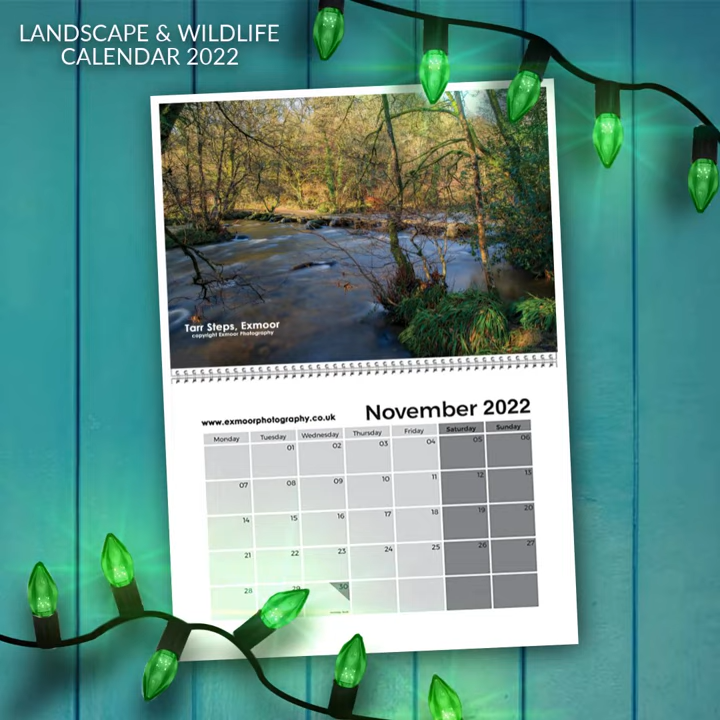 LANDSCAPE & WILDLIFE
CALENDAR 2022
Tarr Steps, Exmoor
copyright Exmoor Photography
www.exmoorphotography.co.uk
November 2022
Monday Tuesday Wednesday Thursday Friday Saturday Sunday
01 02 03 04 05 06
07 08 09 10 11 12 13
14 15 16 17 18 19 20
21 22 23 24 25 26 27
28 29 30